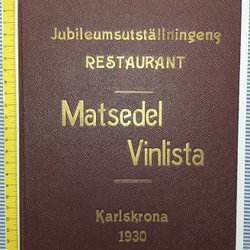 Jubileumsutställningens
RESTAURANT
Matsedel
Vinlista
Karlskrona
1930